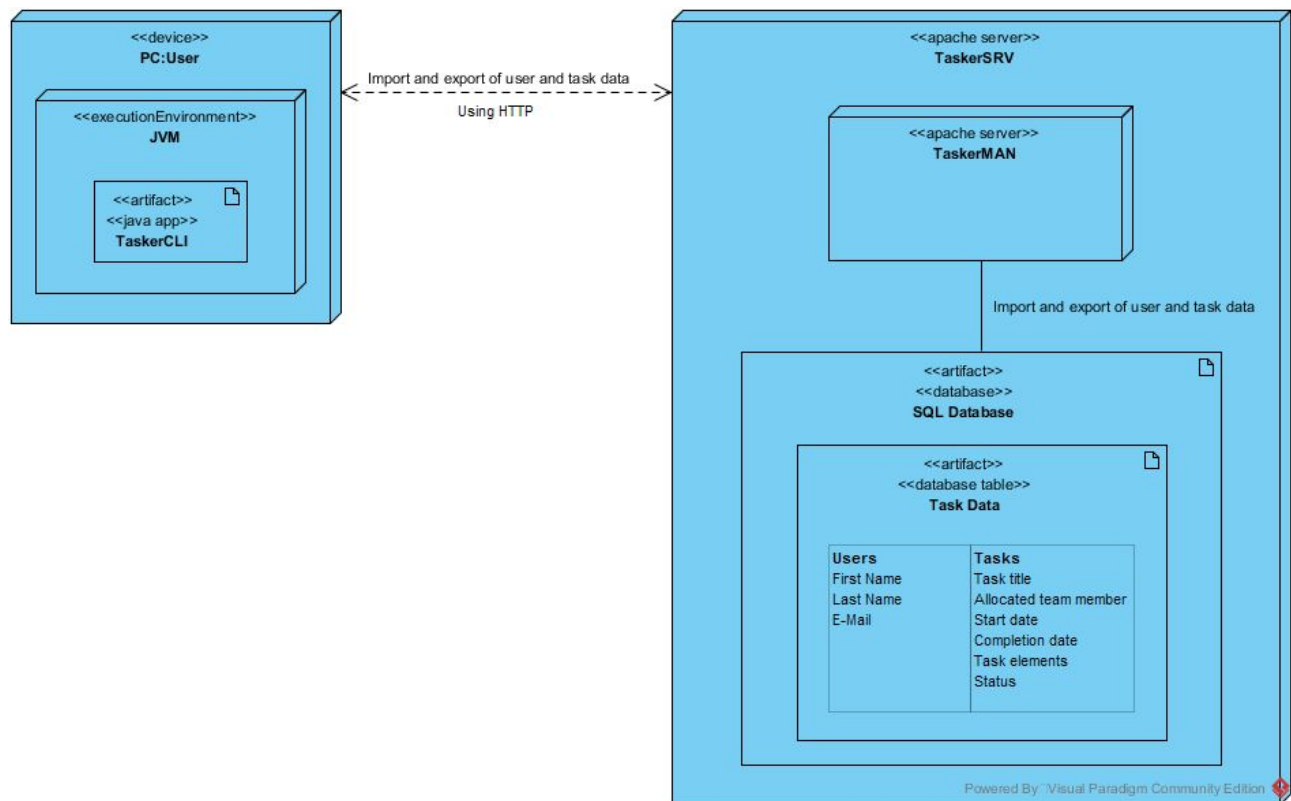 <<device>>
PC:User
<<executionEnvironment>>
JVM
<<artifact>>
<<java app>>
TaskerCLI
Import and export of user and task data
Using HTTP
<<apache server>>
TaskerSRV
<<apache server>>
TaskerMAN
Import and export of user and task data
<<artifact>>
<<database>>
SQL Database
<<artifact>>
<<database table>>
Task Data
Users
First Name
Last Name
E-Mail
Tasks
Task title
Allocated team member
Start date
Completion date
Task elements
Status
Powered By Visual Paradigm Community Edition